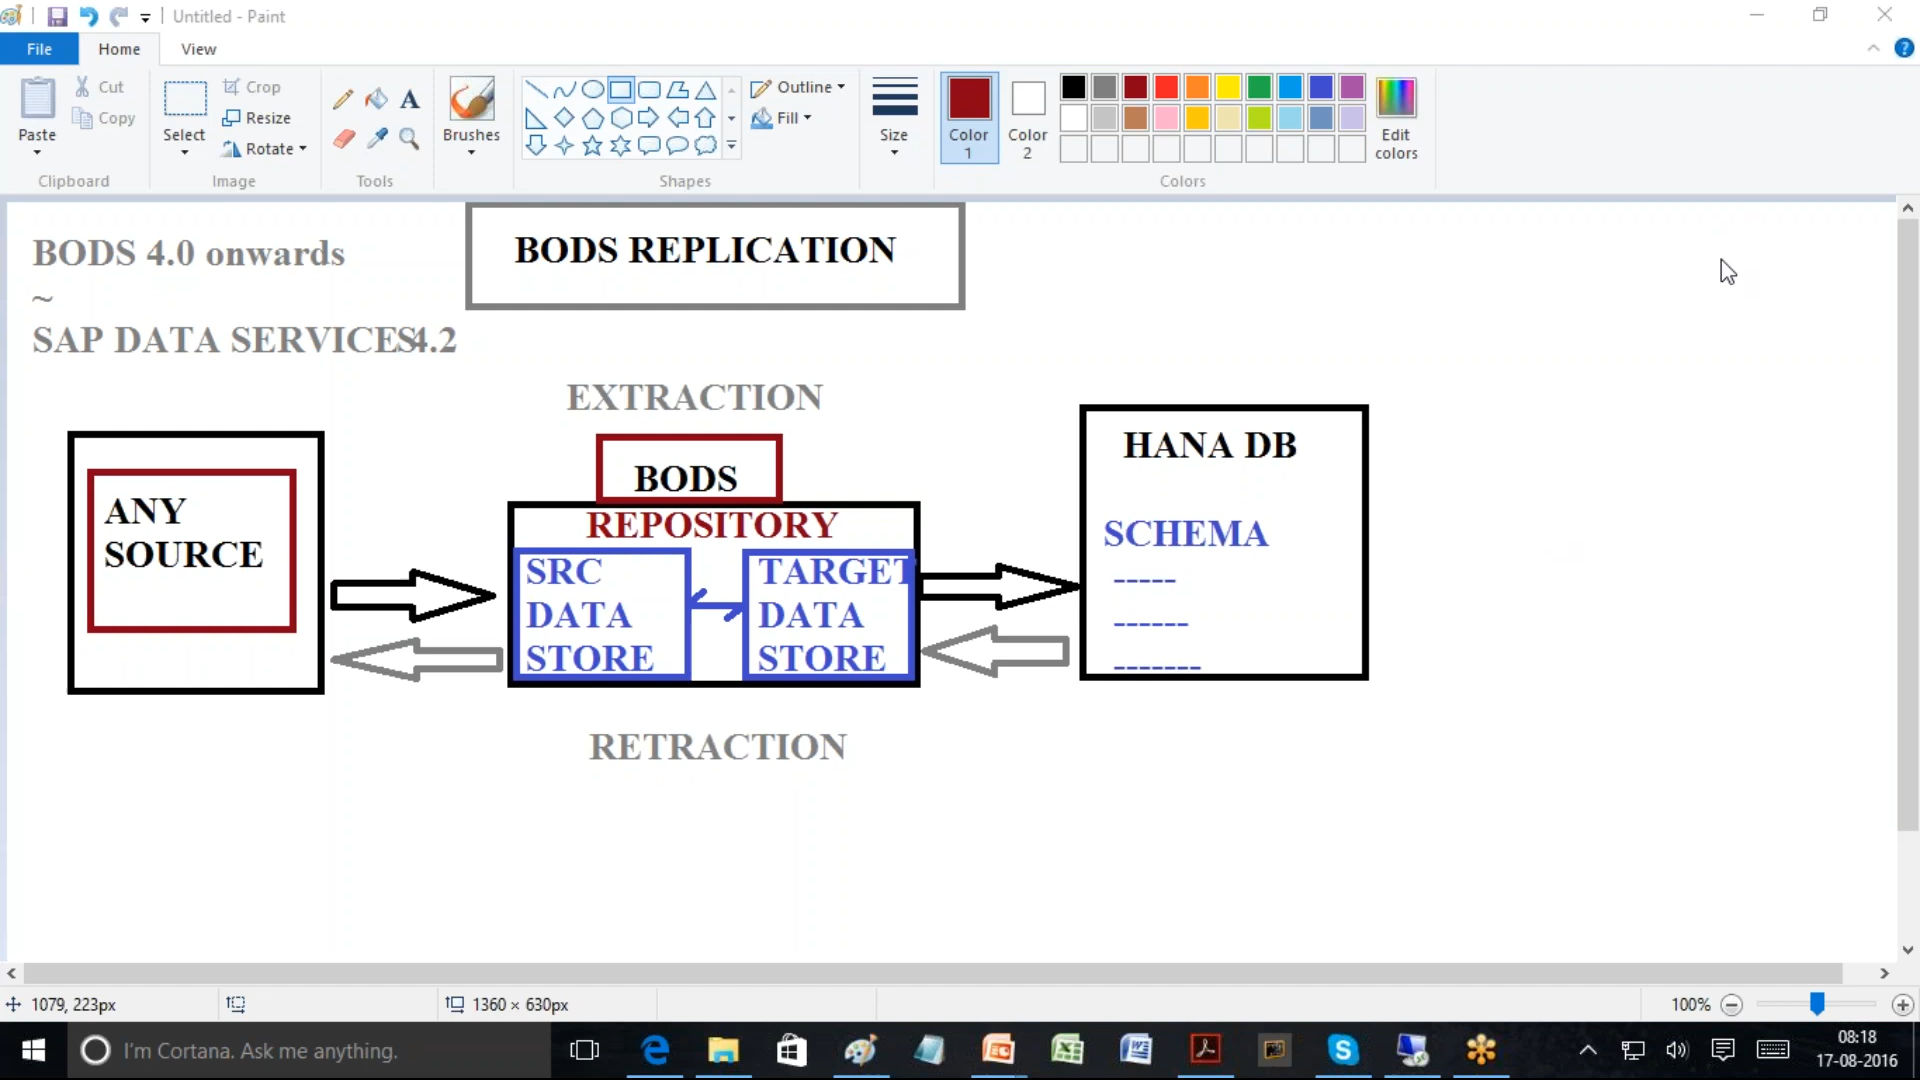 Untitled - Paint
File Home View
Paste
Cut
Copy
Clipboard
Select
Crop
Resize
Rotate
Image
Tools
Brushes
Outline
Fill
Shapes
Size
Color 1
Color 2
Edit colors
Colors
BODS 4.0 onwards
~
SAP DATA SERVICES4.2
BODS REPLICATION
EXTRACTION
ANY
SOURCE
BODS
REPOSITORY
SRC
DATA
STORE
TARGET
DATA
STORE
HANA DB
SCHEMA
-----
------
-------
RETRACTION
1079, 223px
1360 × 630px
100%
I'm Cortana. Ask me anything.
08:18
17-08-2016